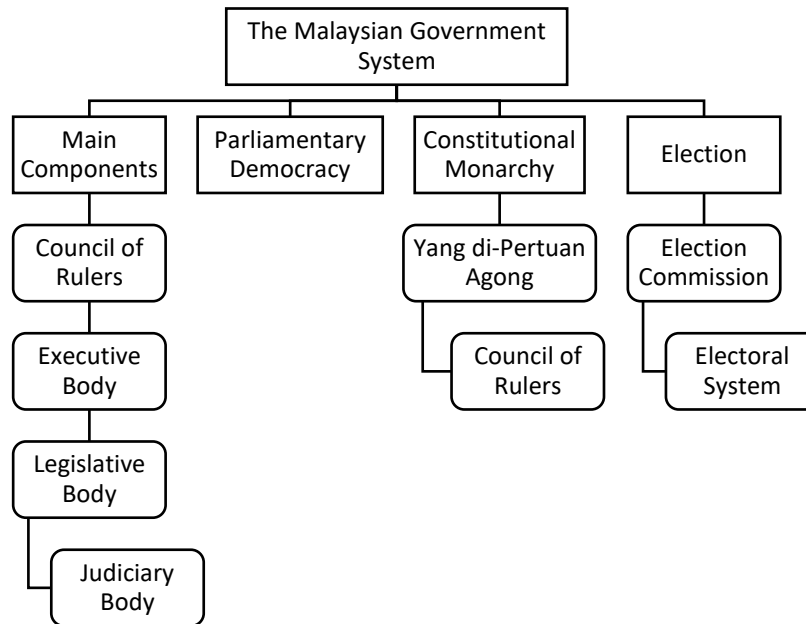 The Malaysian Government
System
Main
Components
Parliamentary
Democracy
Constitutional
Monarchy
Election
Council of
Rulers
Executive
Body
Legislative
Body
Judiciary
Body
Yang di-Pertuan
Agong
Council of
Rulers
Election
Commission
Electoral
System